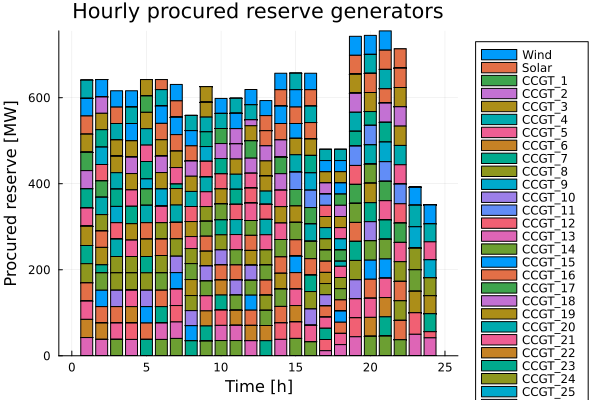 Hourly procured reserve generators
Procured reserve [MW]
600
400
200
0
0
5
10
15
20
25
Time [h]
Wind
Solar
CCGT_1
CCGT_2
CCGT_3
CCGT_4
CCGT_5
CCGT_6
CCGT_7
CCGT_8
CCGT_9
CCGT_10
CCGT_11
CCGT_12
CCGT_13
CCGT_14
CCGT_15
CCGT_16
CCGT_17
CCGT_18
CCGT_19
CCGT_20
CCGT_21
CCGT_22
CCGT_23
CCGT_24
CCGT_25